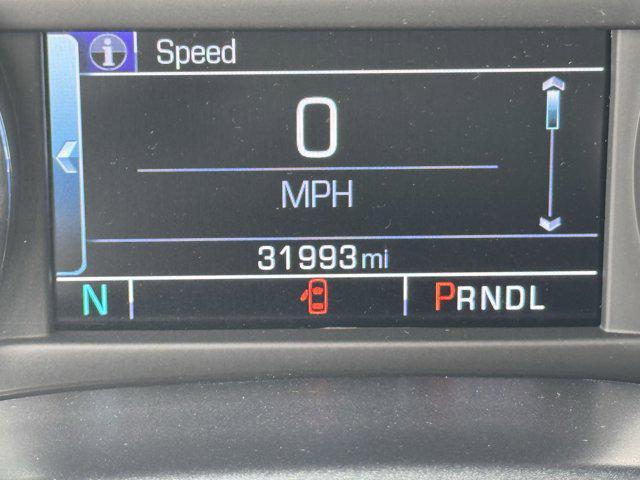 Speed
0
MPH
31993 mi
N PRNDL